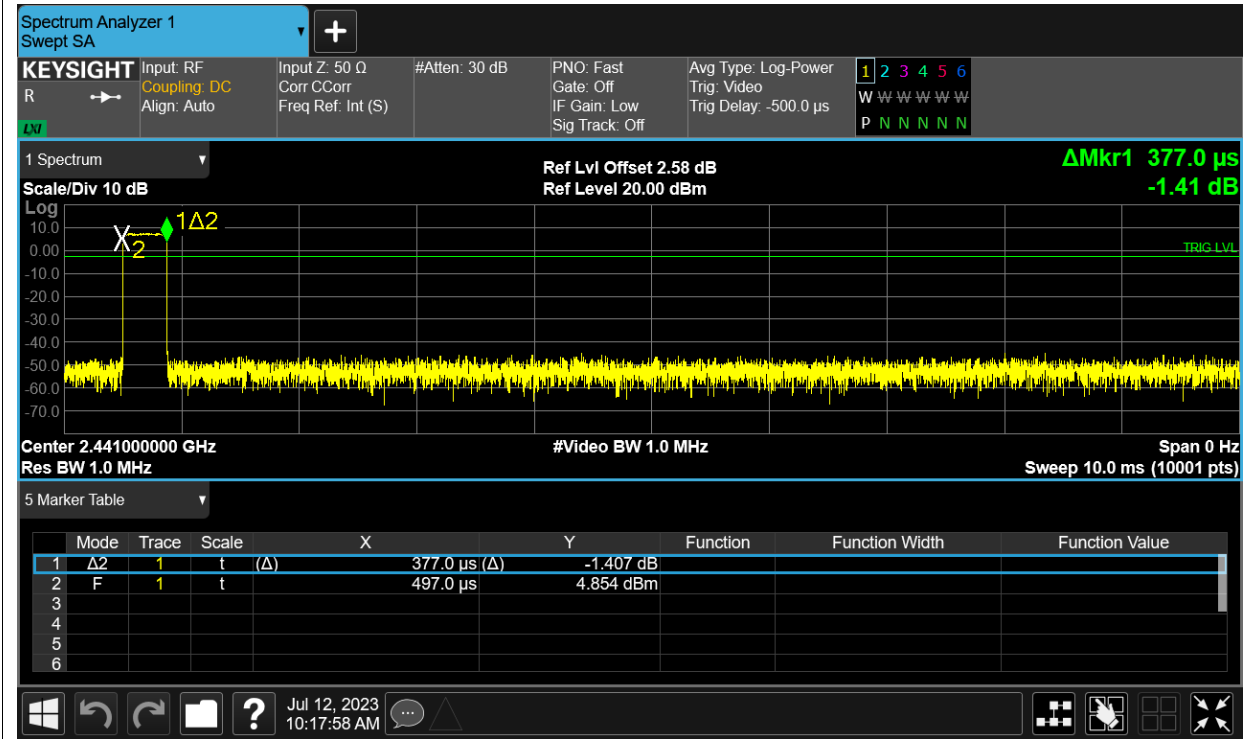 Spectrum Analyzer 1
Swept SA
+
KEYSIGHT Input: RF Input Z: 50 Ω #Atten: 30 dB PNO: Fast Avg Type: Log-Power 1 2 3 4 5 6
R Coupling: DC Corr CCorr Gate: Off Trig: Video W W W W W W
Align: Auto Freq Ref: Int (S) IF Gain: Low Trig Delay: -500.0 µs P N N N N N
LXI Sig Track: Off
1 Spectrum
Ref Lvl Offset 2.58 dB ΔMkr1 377.0 µs
Scale/Div 10 dB Ref Level 20.00 dBm -1.41 dB
Log
10.0
0.00
-10.0
-20.0
-30.0
-40.0
-50.0
-60.0
-70.0
X 2 1Δ2
TRIG LVL
Center 2.441000000 GHz #Video BW 1.0 MHz Span 0 Hz
Res BW 1.0 MHz Sweep 10.0 ms (10001 pts)
5 Marker Table
Mode Trace Scale X Y Function Function Width Function Value
1 Δ2 1 t (Δ) 377.0 µs (Δ) -1.407 dB
2 F 1 t 497.0 µs 4.854 dBm
3
4
5
6
? Jul 12, 2023
10:17:58 AM